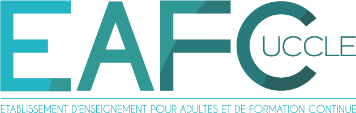 EAFC UCCLE
ETABLISSEMENT D'ENSEIGNEMENT POUR ADULTES ET DE FORMATION CONTINUE